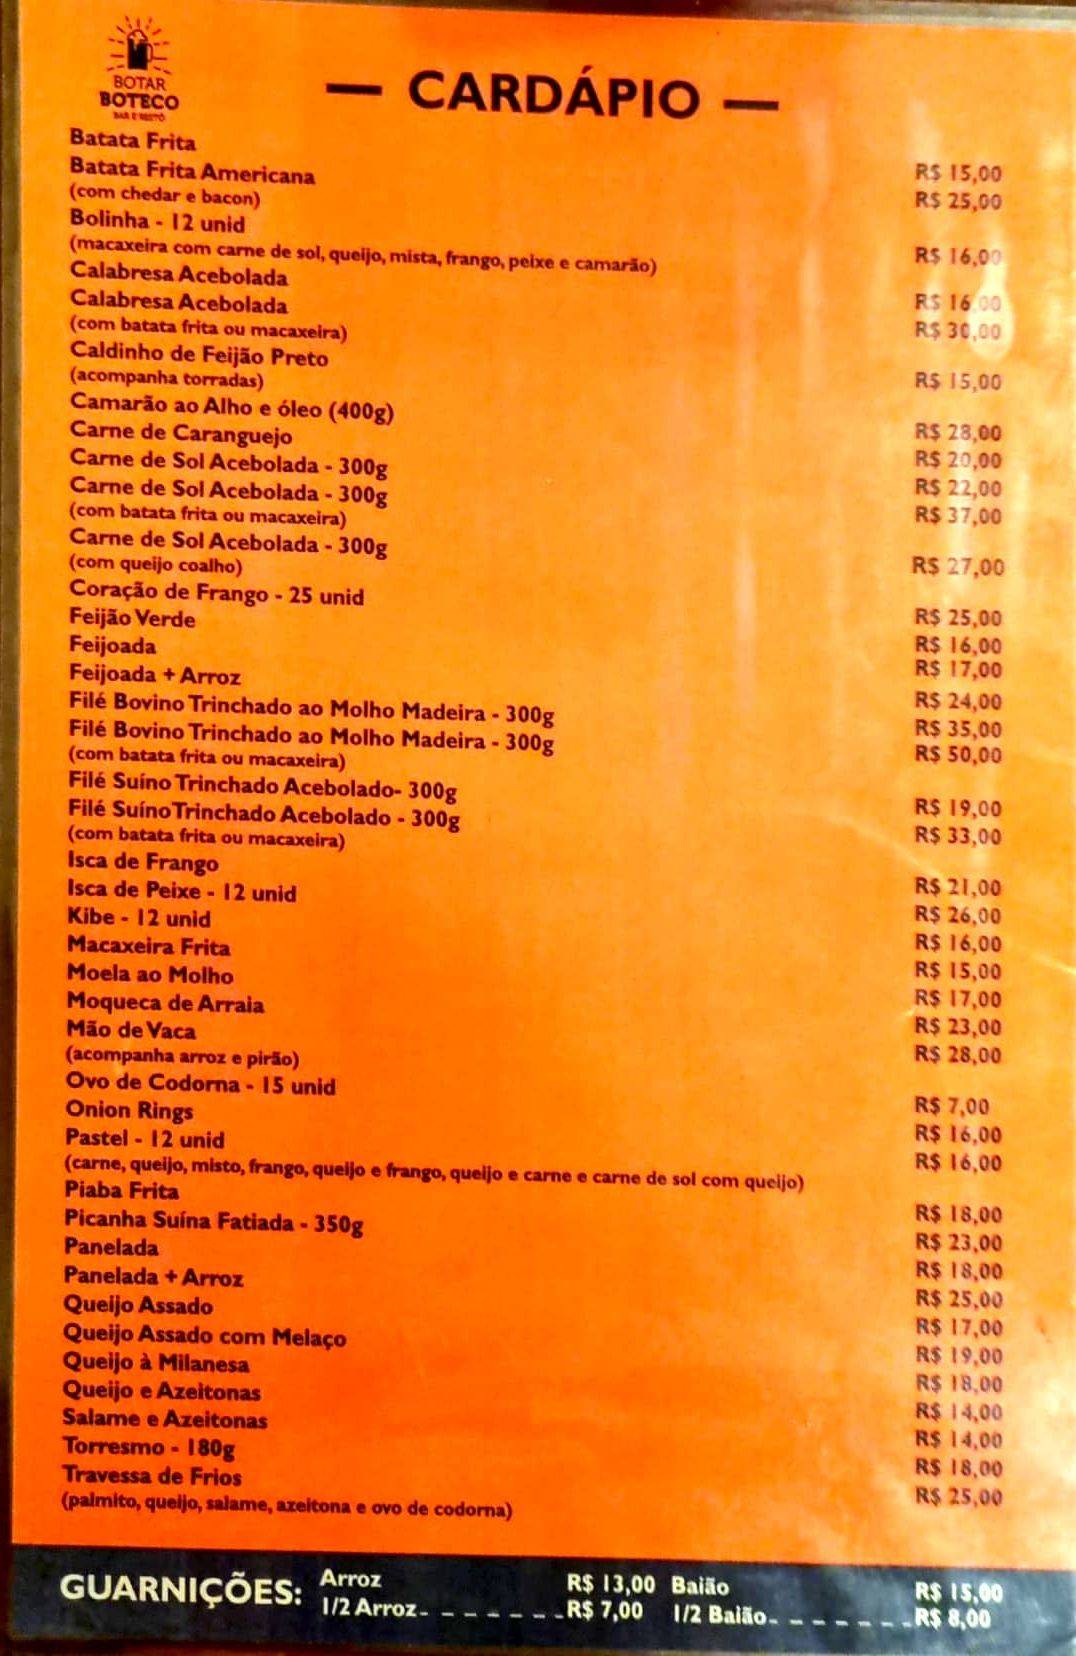 BOTAR
BOTECO
BAR E RESTÔ
— CARDÁPIO —
Batata Frita R$ 15,00
Batata Frita Americana R$ 25,00
(com chedar e bacon)
Bolinha - 12 unid R$ 16,00
(macaxeira com carne de sol, queijo, mista, frango, peixe e camarão)
Calabresa Acebolada R$ 16,00
Calabresa Acebolada R$ 30,00
(com batata frita ou macaxeira)
Caldinho de Feijão Preto R$ 15,00
(acompanha torradas)
Camarão ao Alho e óleo (400g) R$ 28,00
Carne de Caranguejo R$ 20,00
Carne de Sol Acebolada - 300g R$ 22,00
Carne de Sol Acebolada - 300g R$ 37,00
(com batata frita ou macaxeira)
Carne de Sol Acebolada - 300g R$ 27,00
(com queijo coalho)
Coração de Frango - 25 unid R$ 25,00
Feijão Verde R$ 16,00
Feijoada R$ 17,00
Feijoada + Arroz R$ 24,00
Filé Bovino Trinchado ao Molho Madeira - 300g R$ 35,00
Filé Bovino Trinchado ao Molho Madeira - 300g R$ 50,00
(com batata frita ou macaxeira)
Filé Suíno Trinchado Acebolado- 300g R$ 19,00
Filé Suíno Trinchado Acebolado - 300g R$ 33,00
(com batata frita ou macaxeira)
Isca de Frango R$ 21,00
Isca de Peixe - 12 unid R$ 26,00
Kibe - 12 unid R$ 16,00
Macaxeira Frita R$ 15,00
Moela ao Molho R$ 17,00
Moqueca de Arraia R$ 23,00
Mão de Vaca R$ 28,00
(acompanha arroz e pirão)
Ovo de Codorna - 15 unid R$ 7,00
Onion Rings R$ 16,00
Pastel - 12 unid R$ 16,00
(carne, queijo, misto, frango, queijo e frango, queijo e carne e carne de sol com queijo)
Piaba Frita R$ 18,00
Picanha Suína Fatiada - 350g R$ 23,00
Panelada R$ 18,00
Panelada + Arroz R$ 25,00
Queijo Assado R$ 17,00
Queijo Assado com Melaço R$ 19,00
Queijo à Milanesa R$ 18,00
Queijo e Azeitonas R$ 14,00
Salame e Azeitonas R$ 14,00
Torresmo - 180g R$ 18,00
Travessa de Frios R$ 25,00
(palmito, queijo, salame, azeitona e ovo de codorna)
GUARNIÇÕES: Arroz R$ 13,00 Baião R$ 15,00
1/2 Arroz- - - - - - -R$ 7,00 1/2 Baião- - - - - - -R$ 8,00